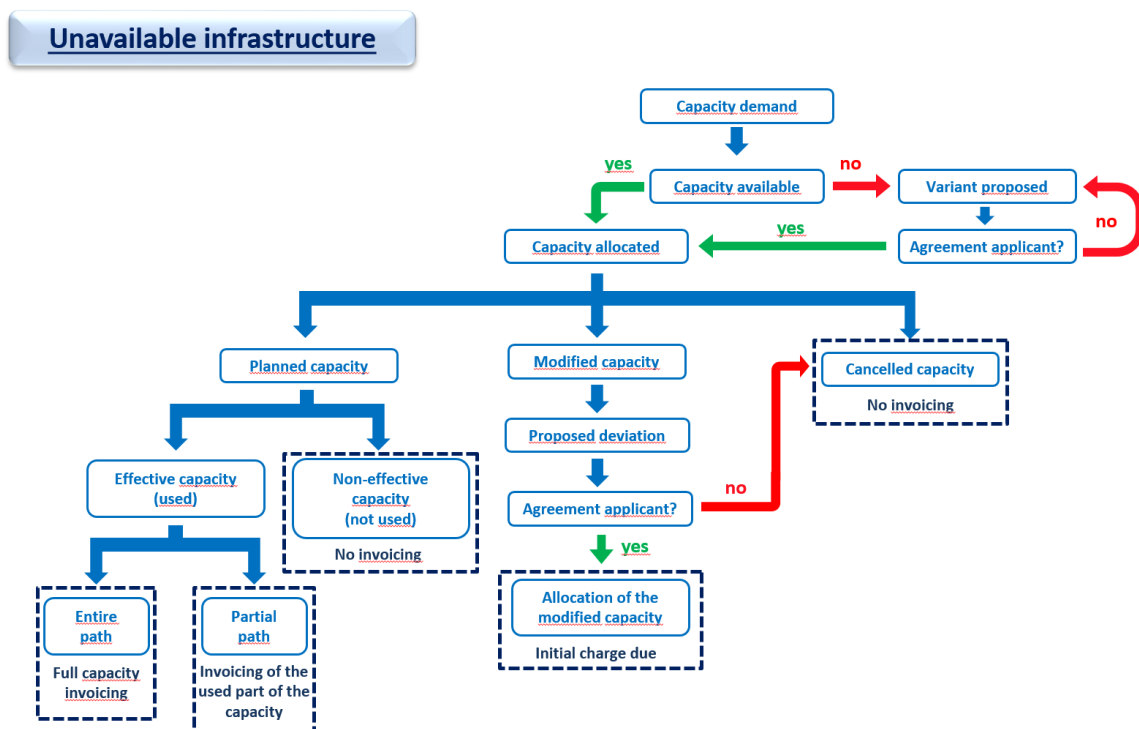 Unavailable infrastructure
Capacity demand
yes
no
Capacity available
Variant proposed
no
yes
Capacity allocated
Agreement applicant?
Planned capacity
Modified capacity
Cancelled capacity
No invoicing
Proposed deviation
Effective capacity
(used)
Non-effective
capacity
(not used)
No invoicing
no
Agreement applicant?
yes
Entire
path
Full capacity
invoicing
Partial
path
Invoicing of the
used part of the
capacity
Allocation of the
modified capacity
Initial charge due